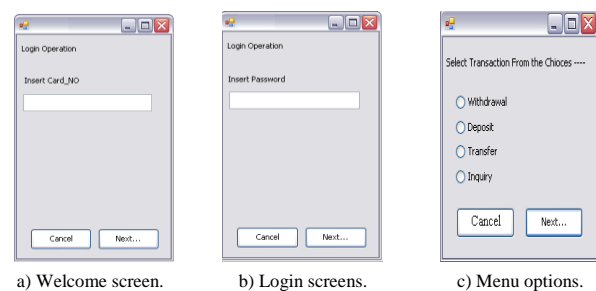 Login Operation
Insert Card_NO
Cancel
Next...
a) Welcome screen.
Login Operation
Insert Password
Cancel
Next...
b) Login screens.
Select Transaction From the Chioces ----
Withdrawal
Deposit
Transfer
Inquiry
Cancel
Next...
c) Menu options.